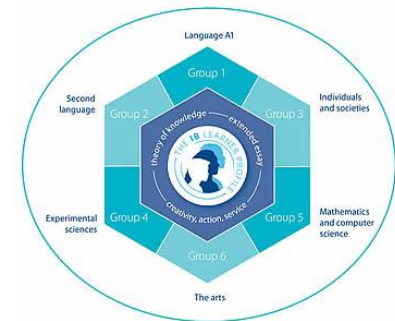 Language A1
Group 1
Second
language
Group 2
Group 3
Individuals
and societies
theory of knowledge
extended essay
THE IB LEARNER PROFILE
creativity, action, service
Experimental
sciences
Group 4
Group 5
Mathematics
and computer
science
Group 6
The arts